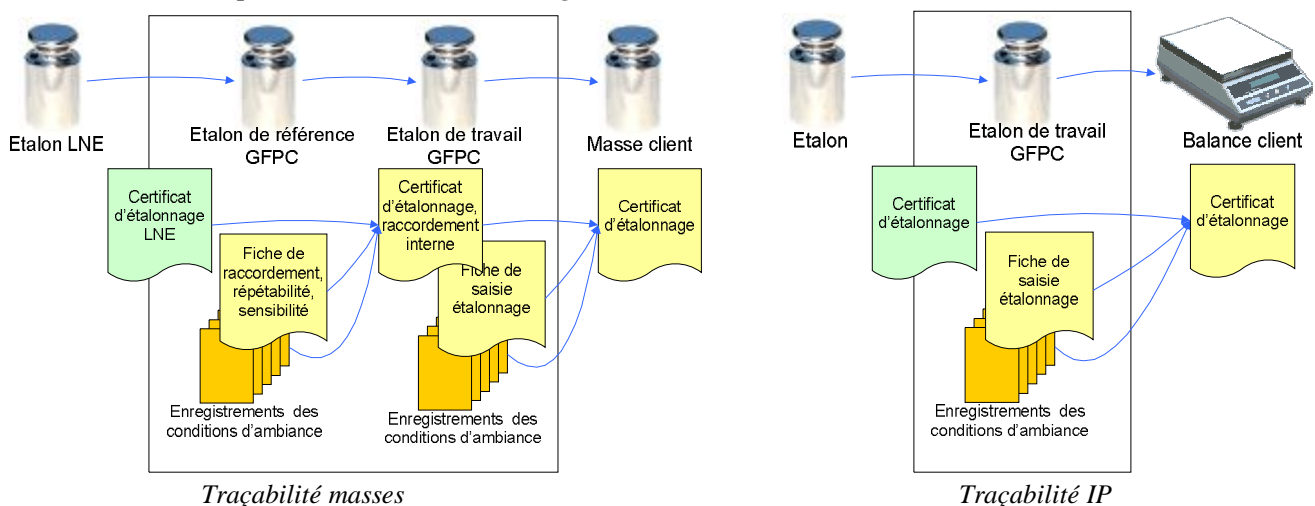 Etalon LNE
Etalon de référence
GFPC
Etalon de travail
GFPC
Masse client
Certificat
d'étalonnage
LNE
Fiche de
raccordement,
répétabilité,
sensibilité
Enregistrements des
conditions d'ambiance
Certificat
d'étalonnage,
raccordement
interne
Fiche de
saisie
étalonnage
Enregistrements des
conditions d'ambiance
Certificat
d'étalonnage
Traçabilité masses
Etalon
Etalon de travail
GFPC
Balance client
Certificat
d'étalonnage
Fiche de
saisie
étalonnage
Enregistrements des
conditions d'ambiance
Certificat
d'étalonnage
Traçabilité IP